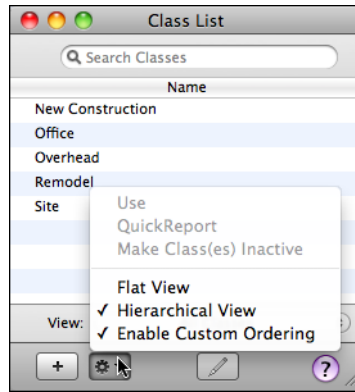 Class List
Search Classes
Name
New Construction
Office
Overhead
Remodel
Site
Use
QuickReport
Make Class(es) Inactive
Flat View
✓ Hierarchical View
✓ Enable Custom Ordering
View:
+
?